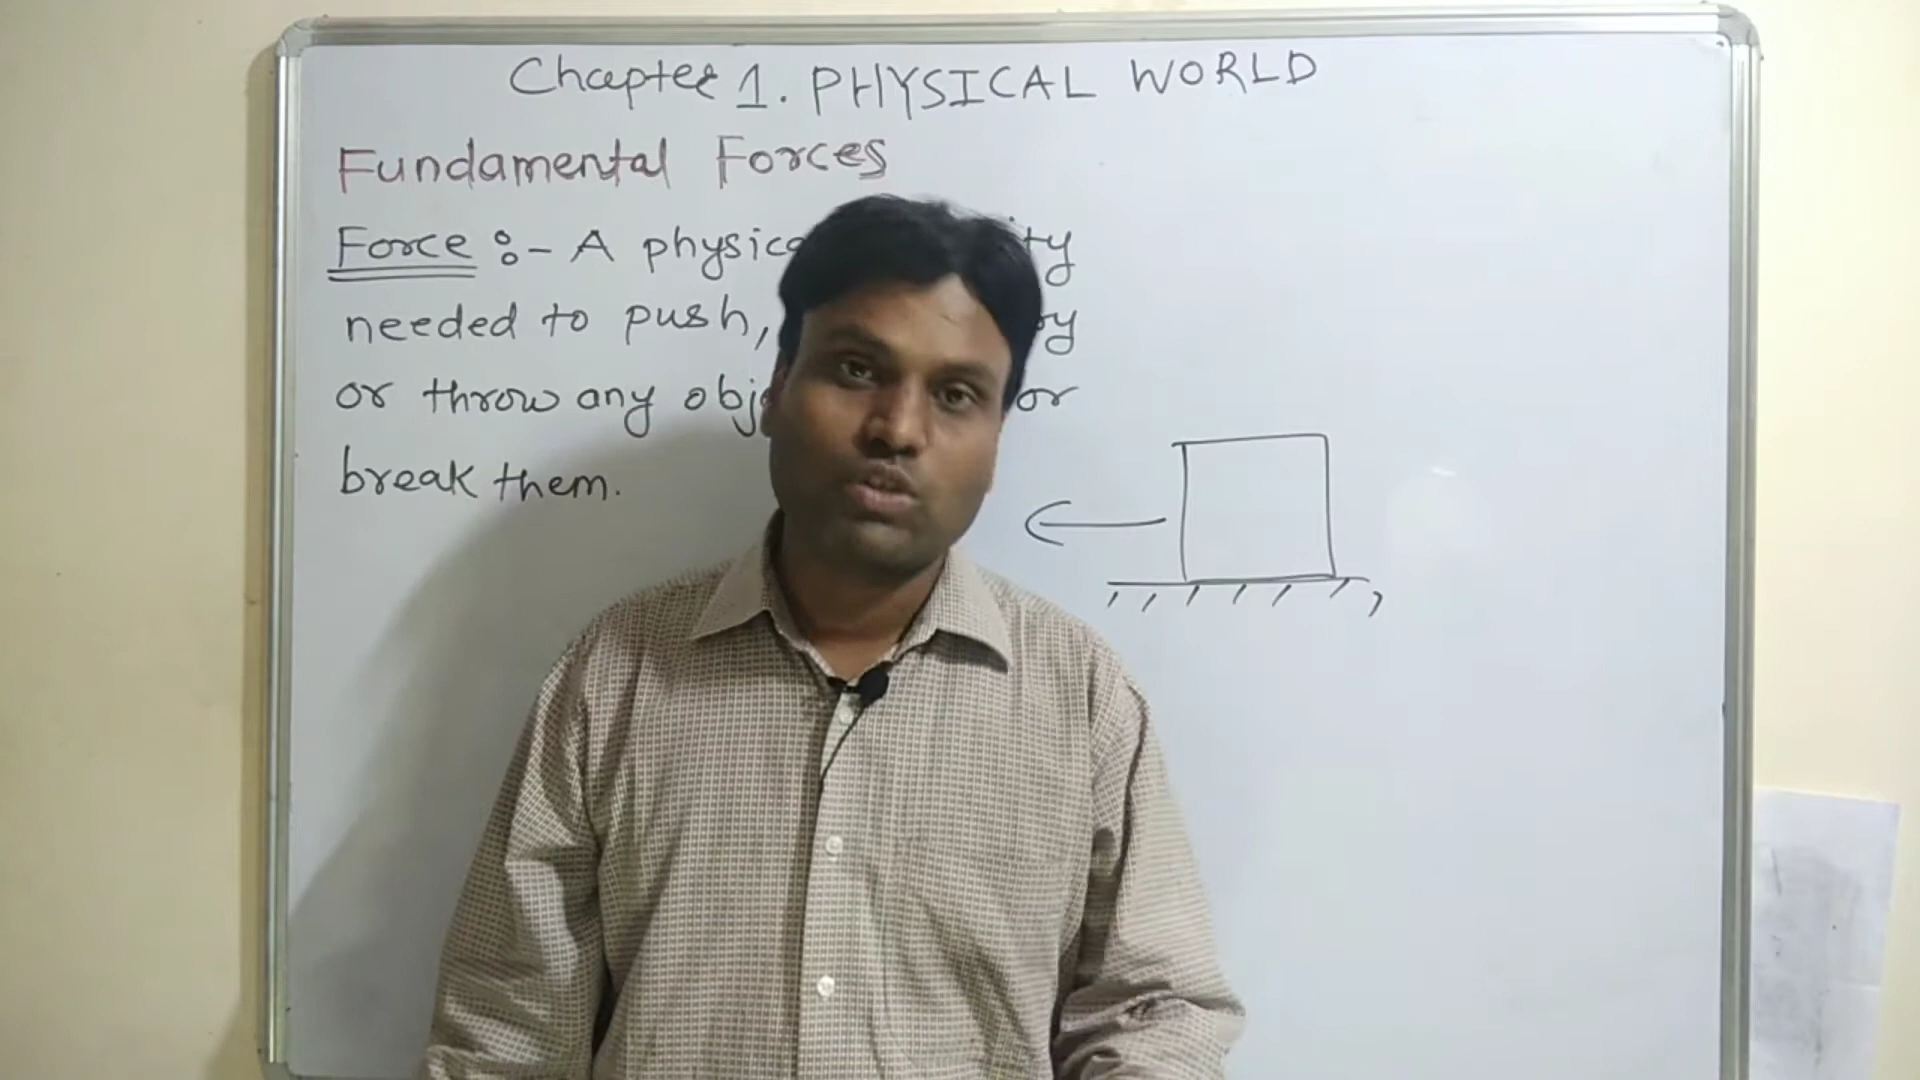 Chapter 1. PHYSICAL WORLD
Fundamental Forces
Force :- A
needed to push,
or throw any or
break them.